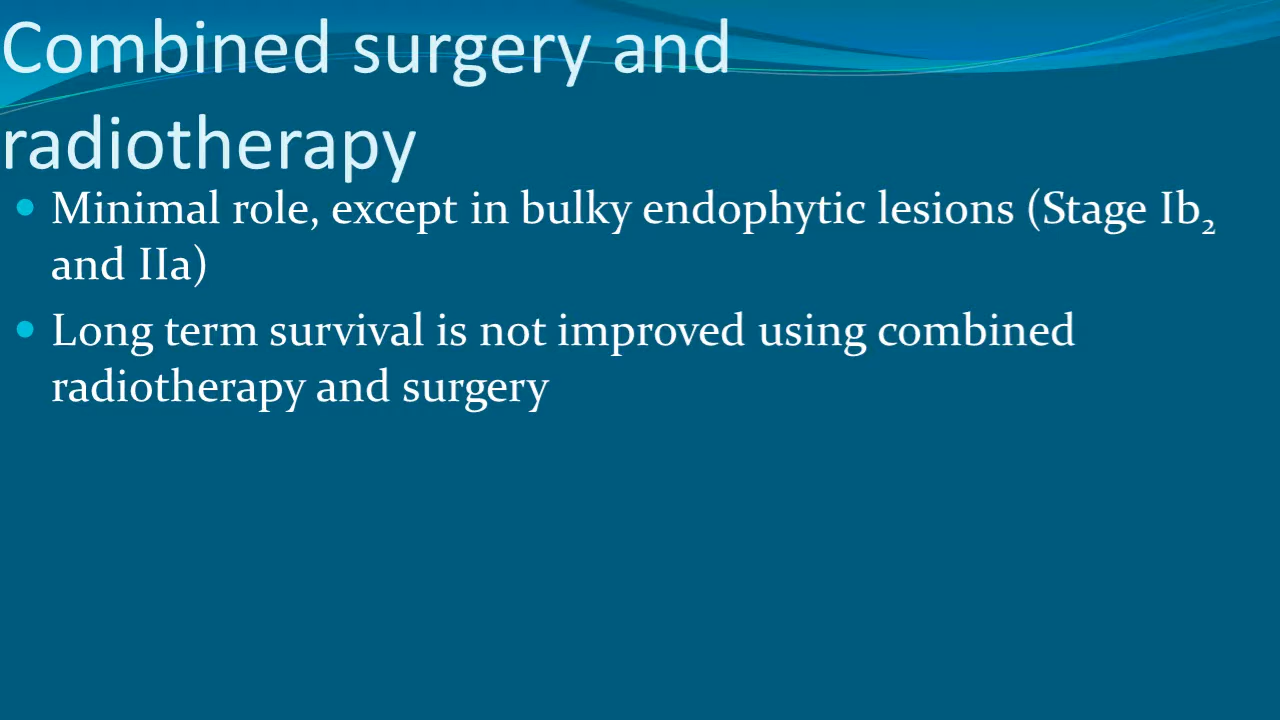 Combined surgery and
radiotherapy
• Minimal role, except in bulky endophytic lesions (Stage Ib₂
and IIa)
• Long term survival is not improved using combined
radiotherapy and surgery